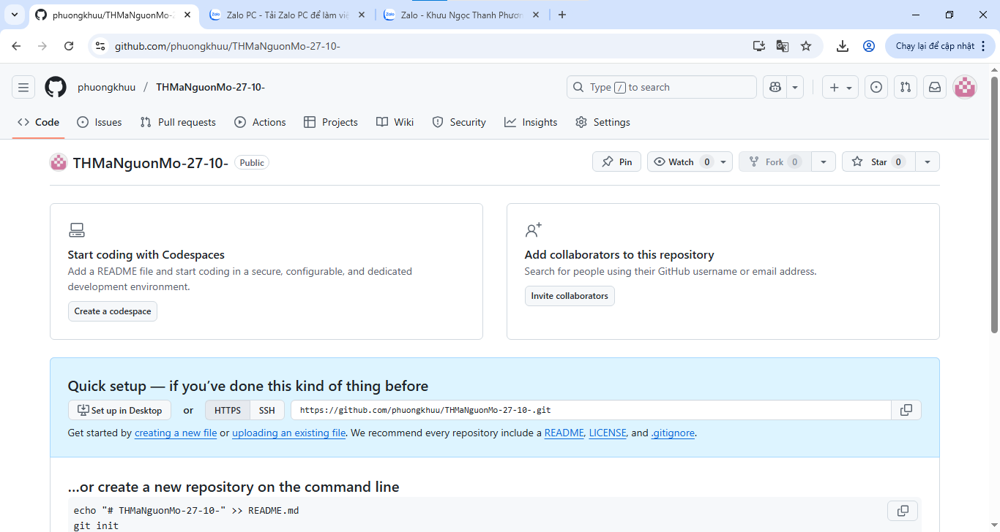 phuongkhuu/THMaNguonMo-2
Zalo PC - Tải Zalo PC để làm việ
Zalo - Khưu Ngọc Thanh Phươn
github.com/phuongkhuu/THMaNguonMo-27-10-
Chạy lại để cập nhật
phuongkhuu / THMaNguonMo-27-10-
Type / to search
Code Issues Pull requests Actions Projects Wiki Security Insights Settings
THMaNguonMo-27-10- Public
Pin Watch 0 Fork 0 Star 0
Start coding with Codespaces
Add a README file and start coding in a secure, configurable, and dedicated
development environment.
Create a codespace
Add collaborators to this repository
Search for people using their GitHub username or email address.
Invite collaborators
Quick setup — if you’ve done this kind of thing before
Set up in Desktop or HTTPS SSH https://github.com/phuongkhuu/THMaNguonMo-27-10-.git
Get started by creating a new file or uploading an existing file. We recommend every repository include a README, LICENSE, and .gitignore.
…or create a new repository on the command line
echo "# THMaNguonMo-27-10-" >> README.md
git init